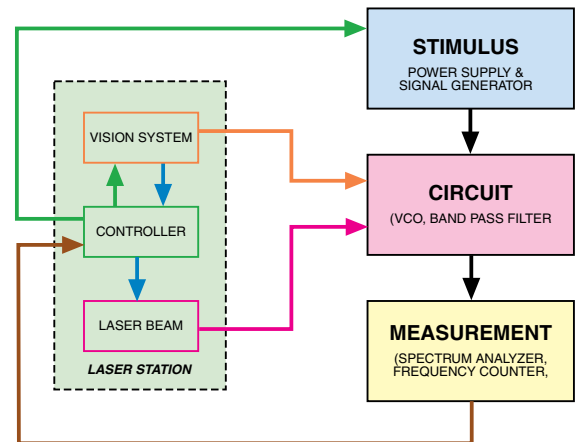 STIMULUS
POWER SUPPLY &
SIGNAL GENERATOR
VISION SYSTEM
CIRCUIT
(VCO, BAND PASS FILTER
CONTROLLER
LASER BEAM
LASER STATION
MEASUREMENT
(SPECTRUM ANALYZER,
FREQUENCY COUNTER,